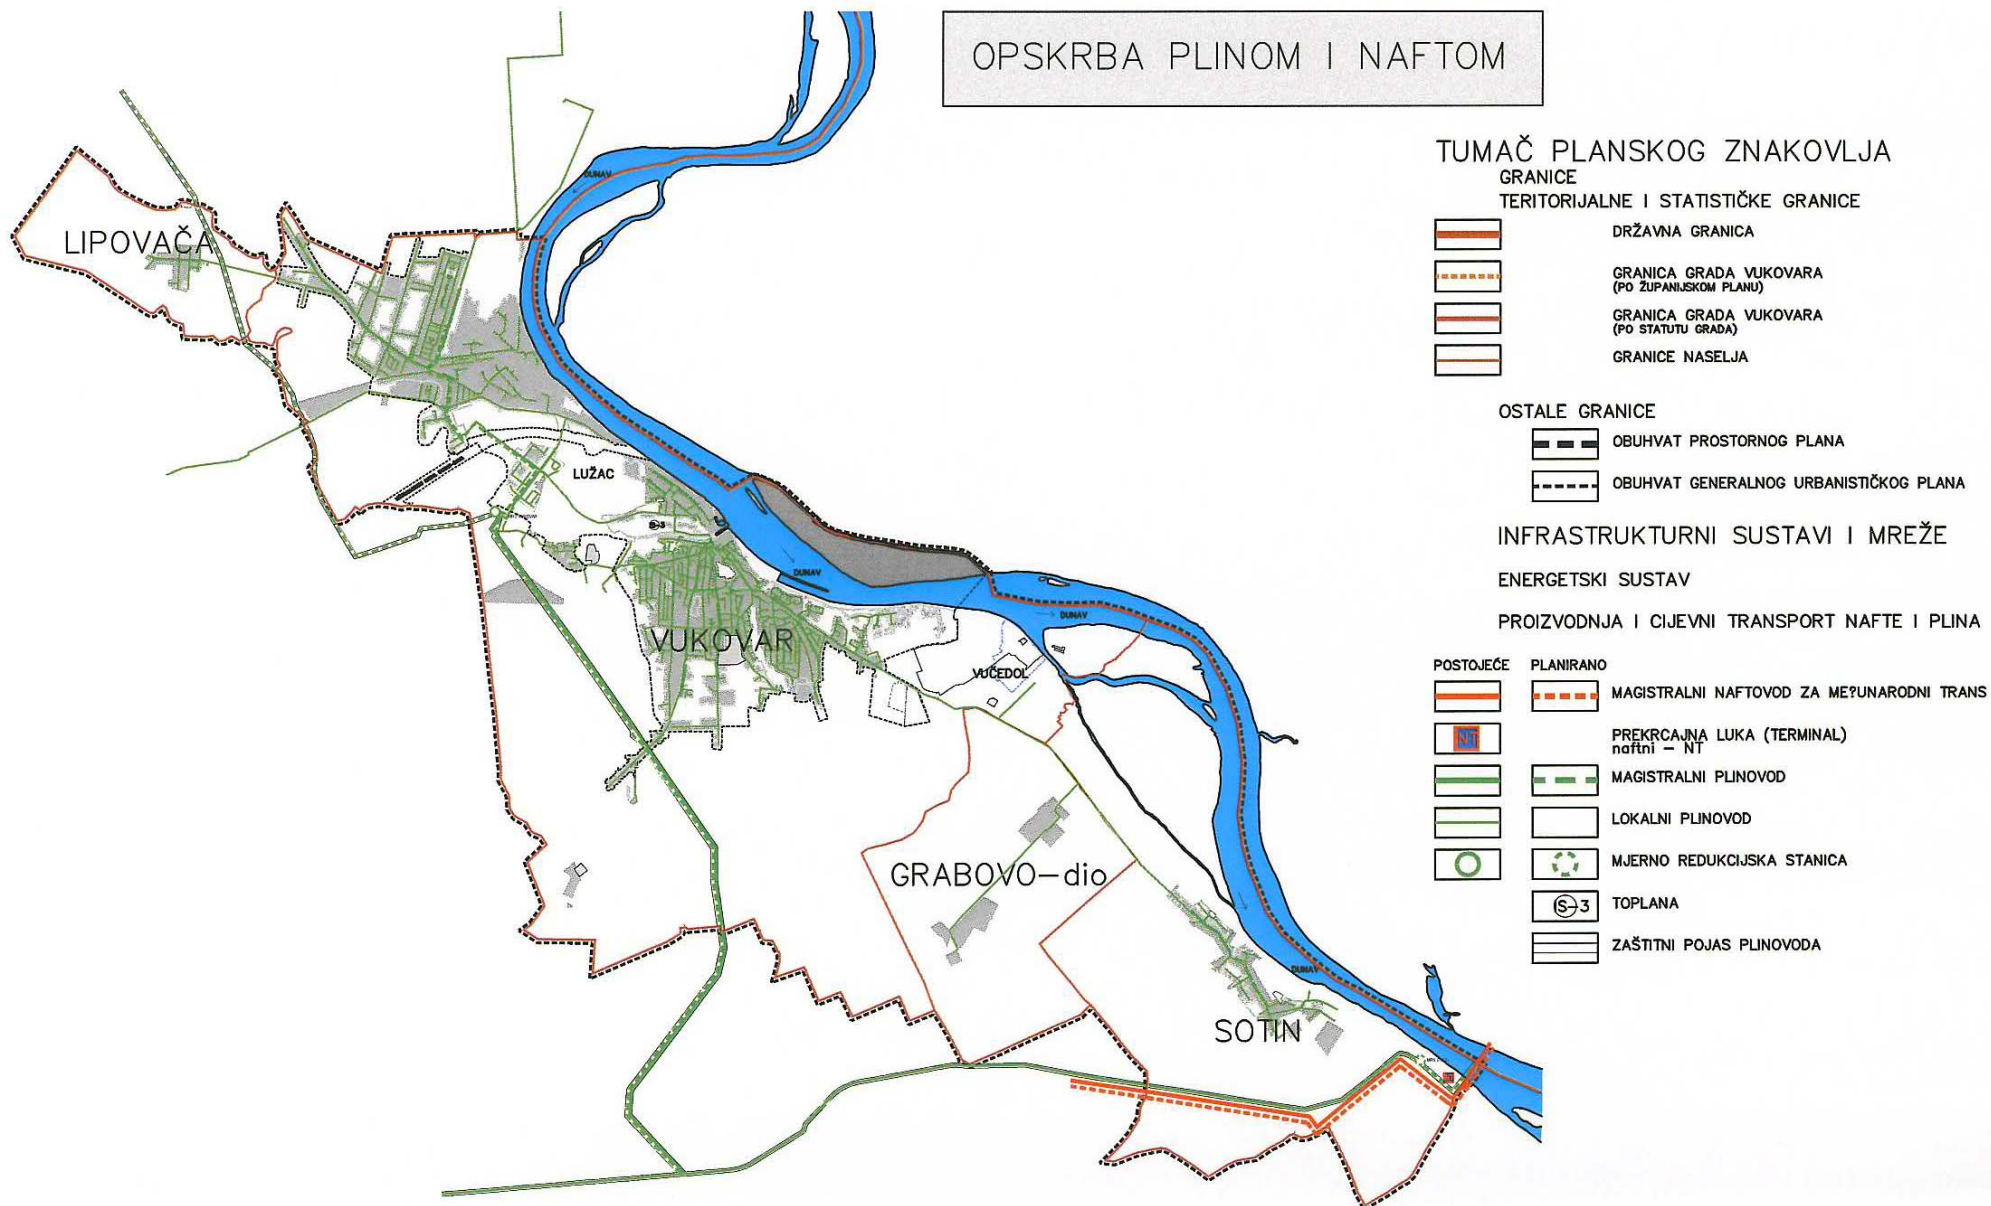 OPSKRBA PLINOM I NAFTOM
TUMAČ PLANSKOG ZNAKOVLJA
GRANICE
TERITORIJALNE I STATISTIČKE GRANICE
DRŽAVNA GRANICA
GRANICA GRADA VUKOVARA
(PO ŽUPANIJSKOM PLANU)
GRANICA GRADA VUKOVARA
(PO STATUTU GRADA)
GRANICE NASELJA
OSTALE GRANICE
OBUHVAT PROSTORNOG PLANA
OBUHVAT GENERALNOG URBANISTIČKOG PLANA
INFRASTRUKTURNI SUSTAVI I MREŽE
ENERGETSKI SUSTAV
PROIZVODNJA I CIJEVNI TRANSPORT NAFTE I PLINA
POSTOJEĆE PLANIRANO
MAGISTRALNI NAFTOVOD ZA ME?UNARODNI TRANS
NT
PREKRCAJNA LUKA (TERMINAL)
naftni – NT
MAGISTRALNI PLINOVOD
LOKALNI PLINOVOD
MJERNO REDUKCIJSKA STANICA
S-3 TOPLANA
ZAŠTITNI POJAS PLINOVODA
DUNAV
LIPOVAČA
LUŽAC
S-3
DUNAV
DUNAV
VUKOVAR
VUČEDOL
GRABOVO-dio
DUNAV
SOTIN